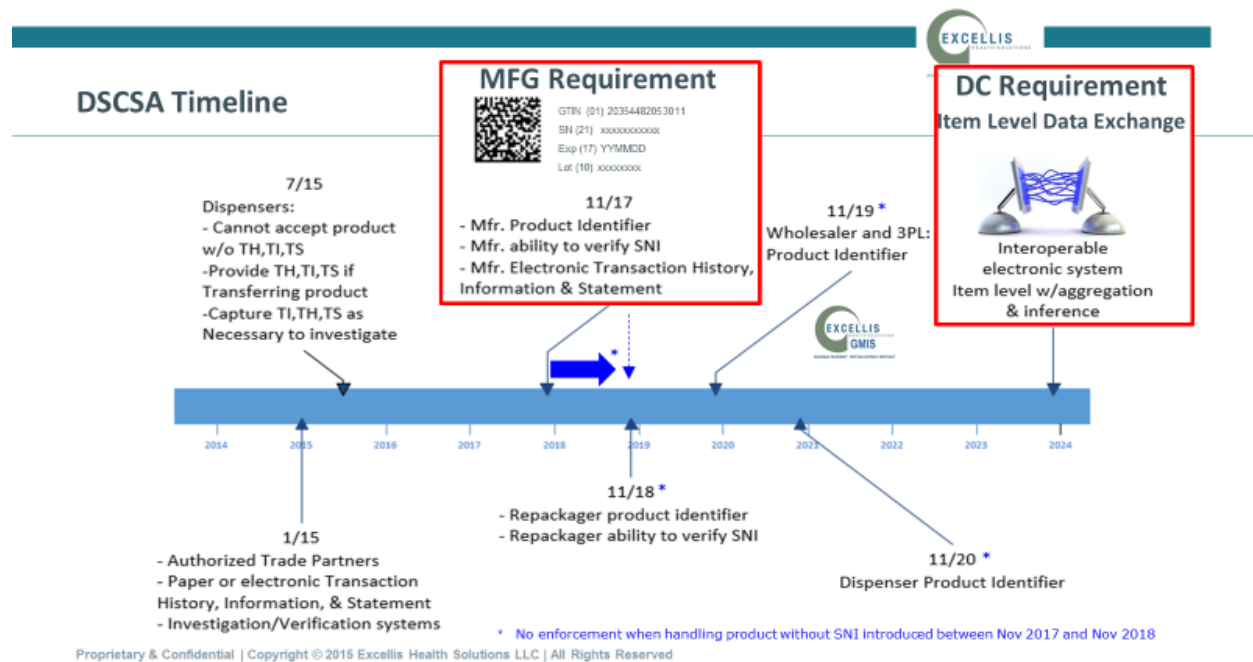 EXCELLIS
HEALTH SOLUTIONS
DSCSA Timeline
MFG Requirement
GTIN (01) 20354482053011
SN (21) xxxxxxxxxxx
Exp (17) YYMMDD
Lot (10) xxxxxxxxx
DC Requirement
Item Level Data Exchange
7/15
Dispensers:
- Cannot accept product
w/o TH,TI,TS
-Provide TH,TI,TS if
Transferring product
-Capture TI,TH,TS as
Necessary to investigate
11/17
- Mfr. Product Identifier
- Mfr. ability to verify SNI
- Mfr. Electronic Transaction History,
Information & Statement
*
11/19 *
Wholesaler and 3PL:
Product Identifier
EXCELLIS
HEALTH SOLUTIONS
GMIS
Interoperable
electronic system
Item level w/aggregation
& inference
2014 2015 2016 2017 2018 2019 2020 2021 2022 2023 2024
1/15
- Authorized Trade Partners
- Paper or electronic Transaction
History, Information, & Statement
- Investigation/Verification systems
11/18 *
- Repackager product identifier
- Repackager ability to verify SNI
11/20 *
Dispenser Product Identifier
* No enforcement when handling product without SNI introduced between Nov 2017 and Nov 2018
Proprietary & Confidential | Copyright © 2015 Excellis Health Solutions LLC | All Rights Reserved